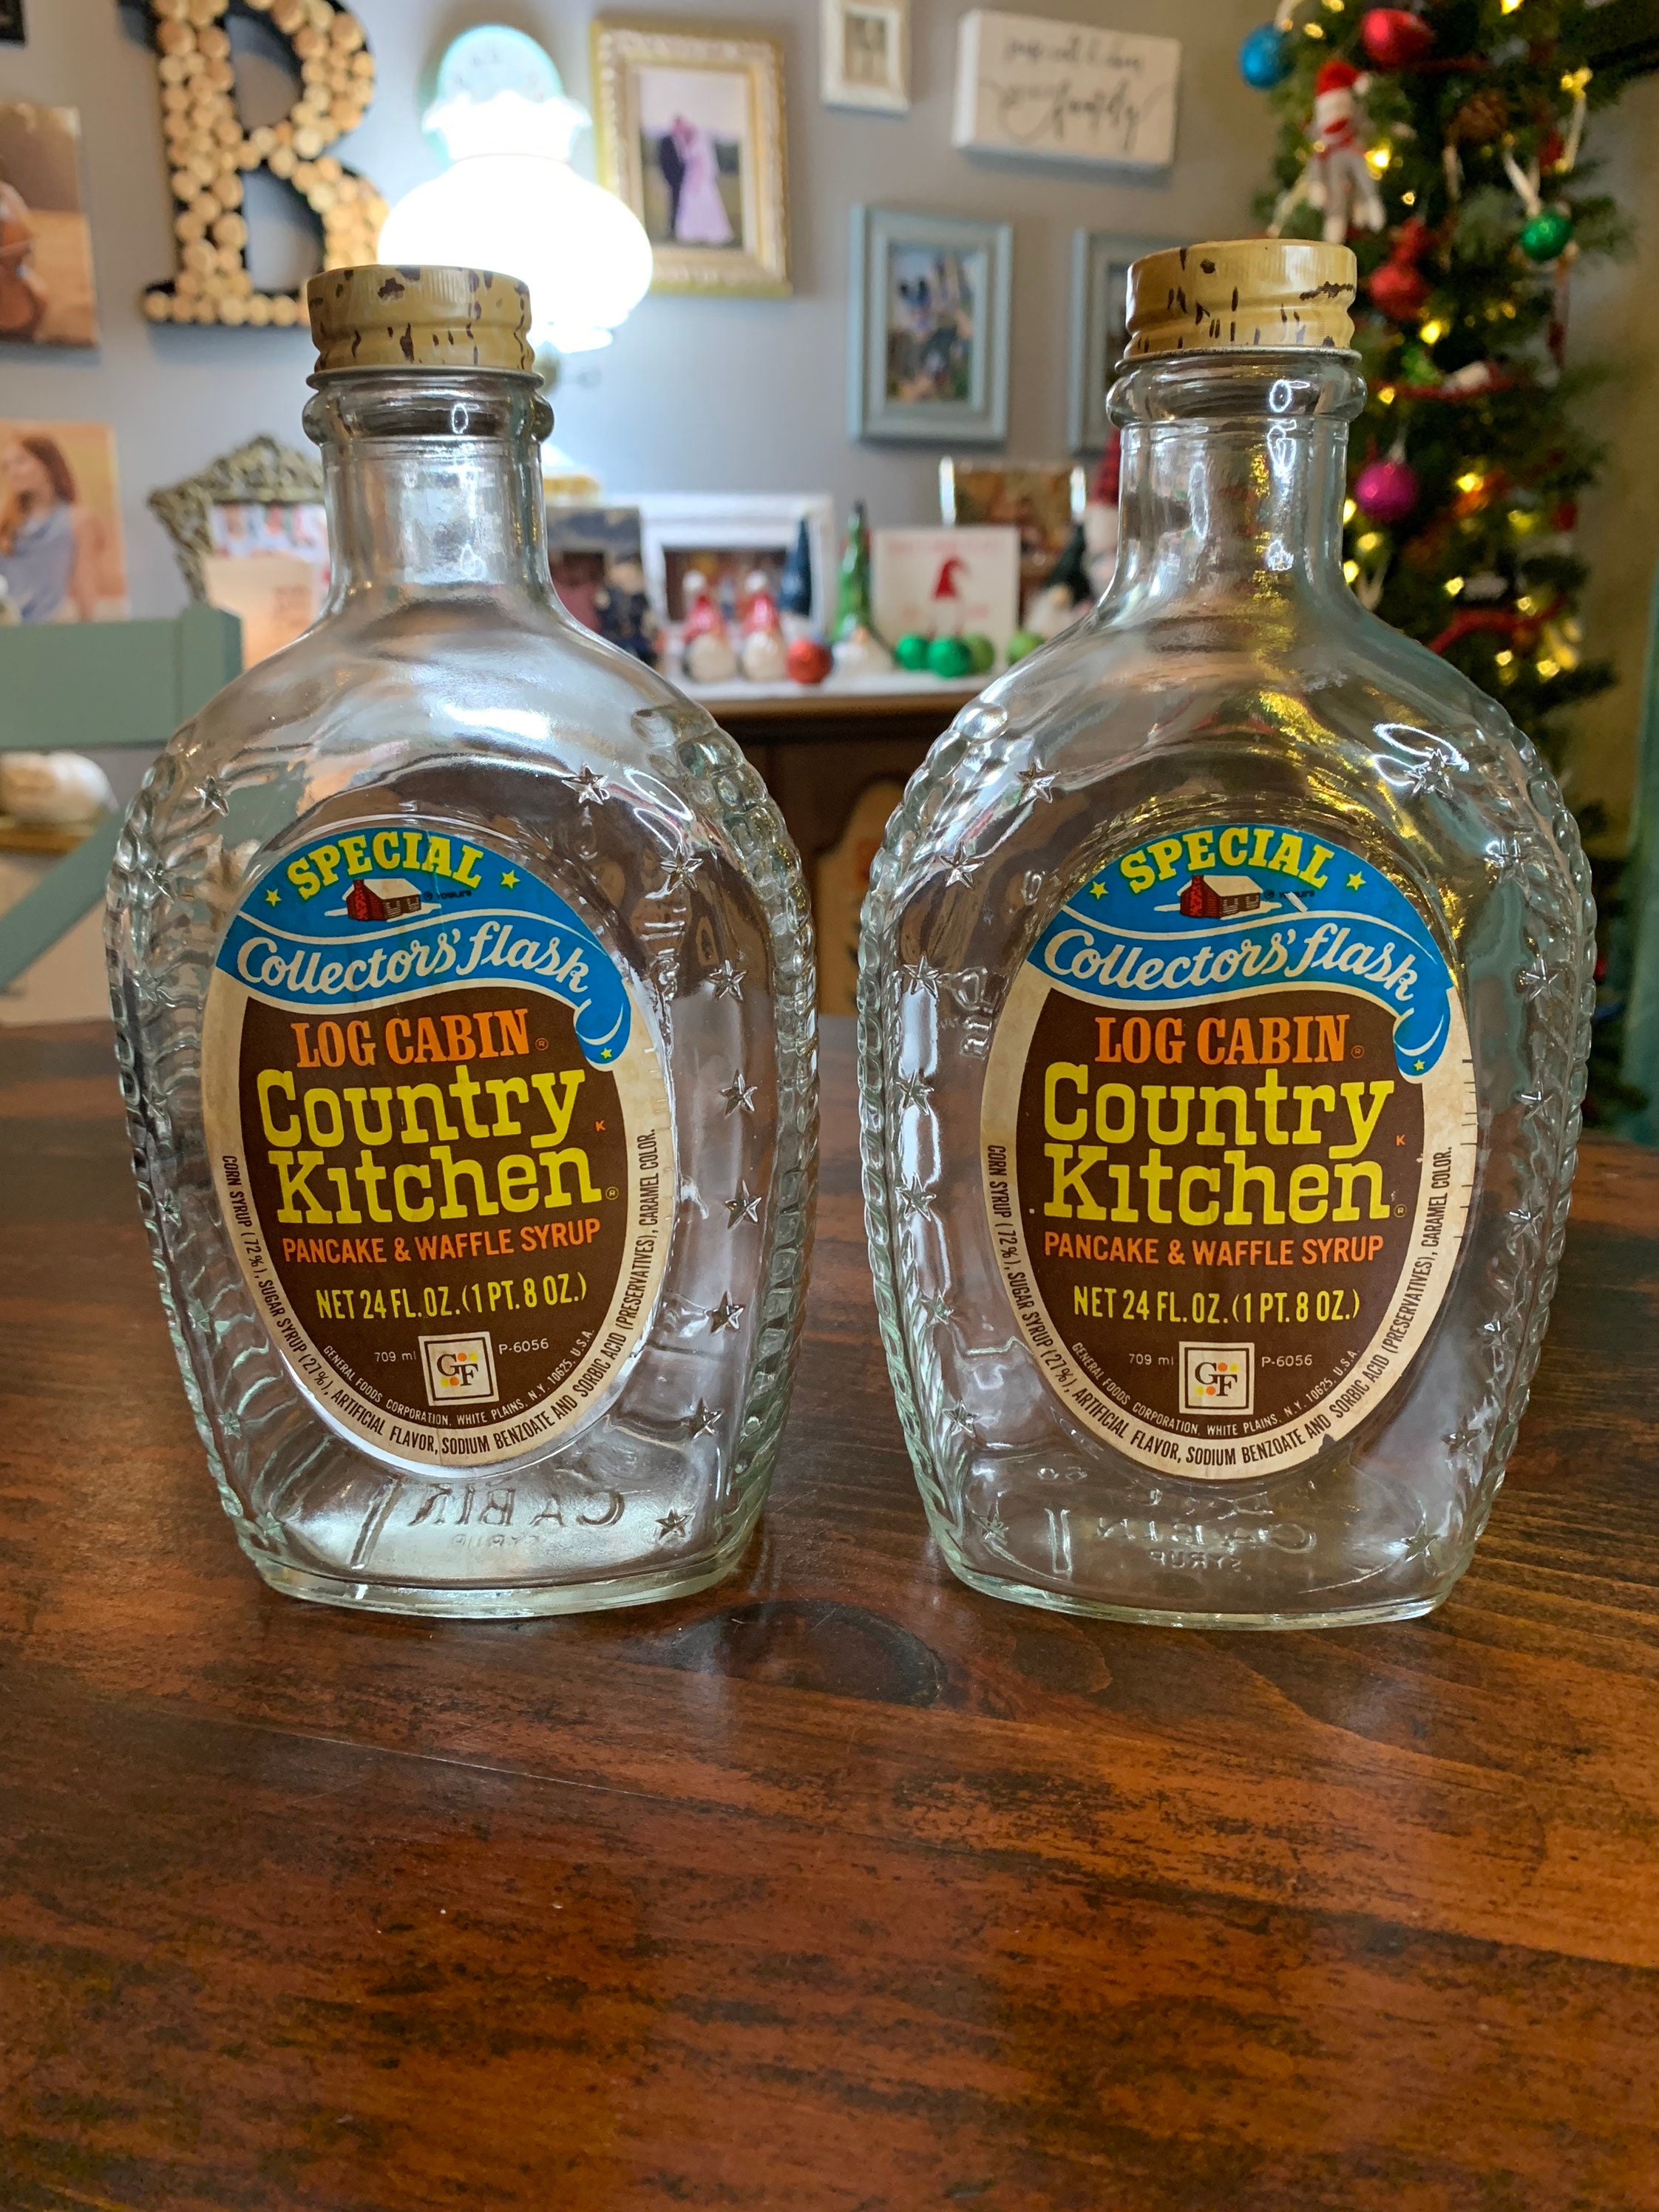 B
family
SPECIAL
Collectors' flask
LOG CABIN®
Country
Kitchen®
K
PANCAKE & WAFFLE SYRUP
NET 24 FL. OZ. (1 PT. 8 OZ.)
709 ml GF P-6056
GENERAL FOODS CORPORATION, WHITE PLAINS, N.Y. 10625, U.S.A.
CORN SYRUP (72%), SUGAR SYRUP (27%), ARTIFICIAL FLAVOR, SODIUM BENZOATE AND SORBIC ACID (PRESERVATIVES), CARAMEL COLOR.
CABIN
SPECIAL
Collectors' flask
LOG CABIN®
Country
Kitchen®
K
PANCAKE & WAFFLE SYRUP
NET 24 FL. OZ. (1 PT. 8 OZ.)
709 ml GF P-6056
GENERAL FOODS CORPORATION, WHITE PLAINS, N.Y. 10625, U.S.A.
CORN SYRUP (72%), SUGAR SYRUP (27%), ARTIFICIAL FLAVOR, SODIUM BENZOATE AND SORBIC ACID (PRESERVATIVES), CARAMEL COLOR.
CABIN
SYRUP